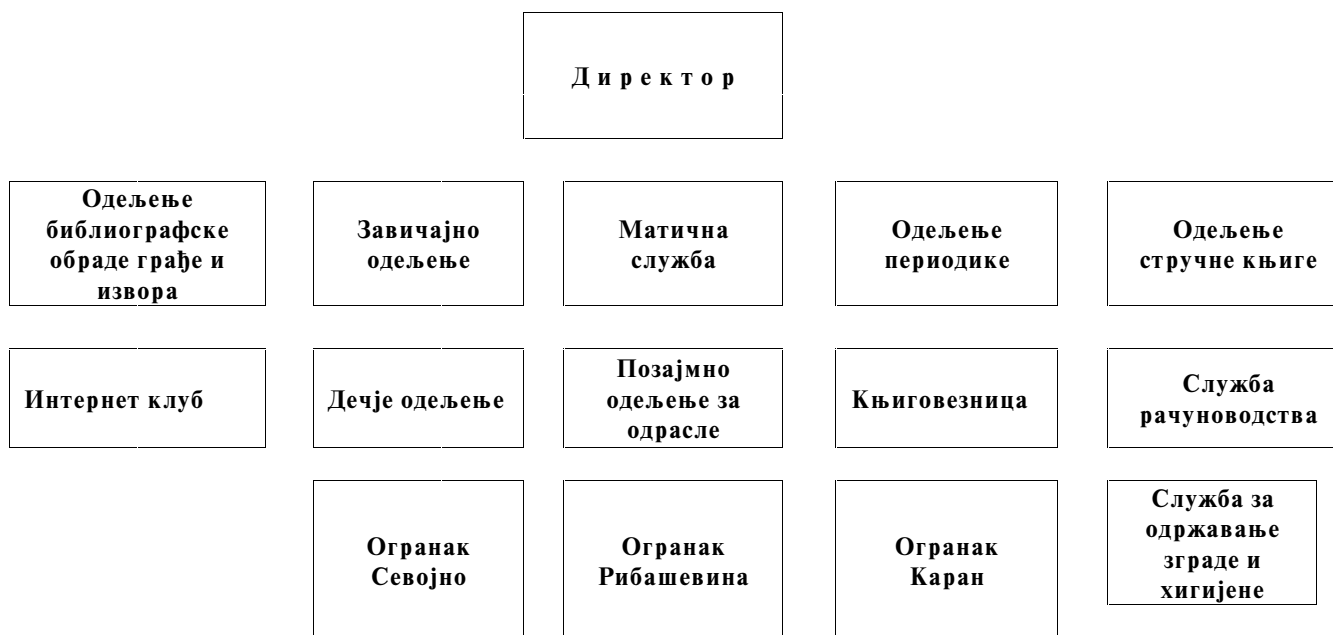 Директор
Одељење
библиографске
обраде грађе и
извора
Завичајно
одељење
Матична
служба
Одељење
периодике
Одељење
стручне књиге
Интернет клуб
Дечје одељење
Позајмно
одељење за
одрасле
Књиговезница
Служба
рачуноводства
Огранак
Севојно
Огранак
Рибашевина
Огранак
Каран
Служба за
одржавање
зграде и
хигијене